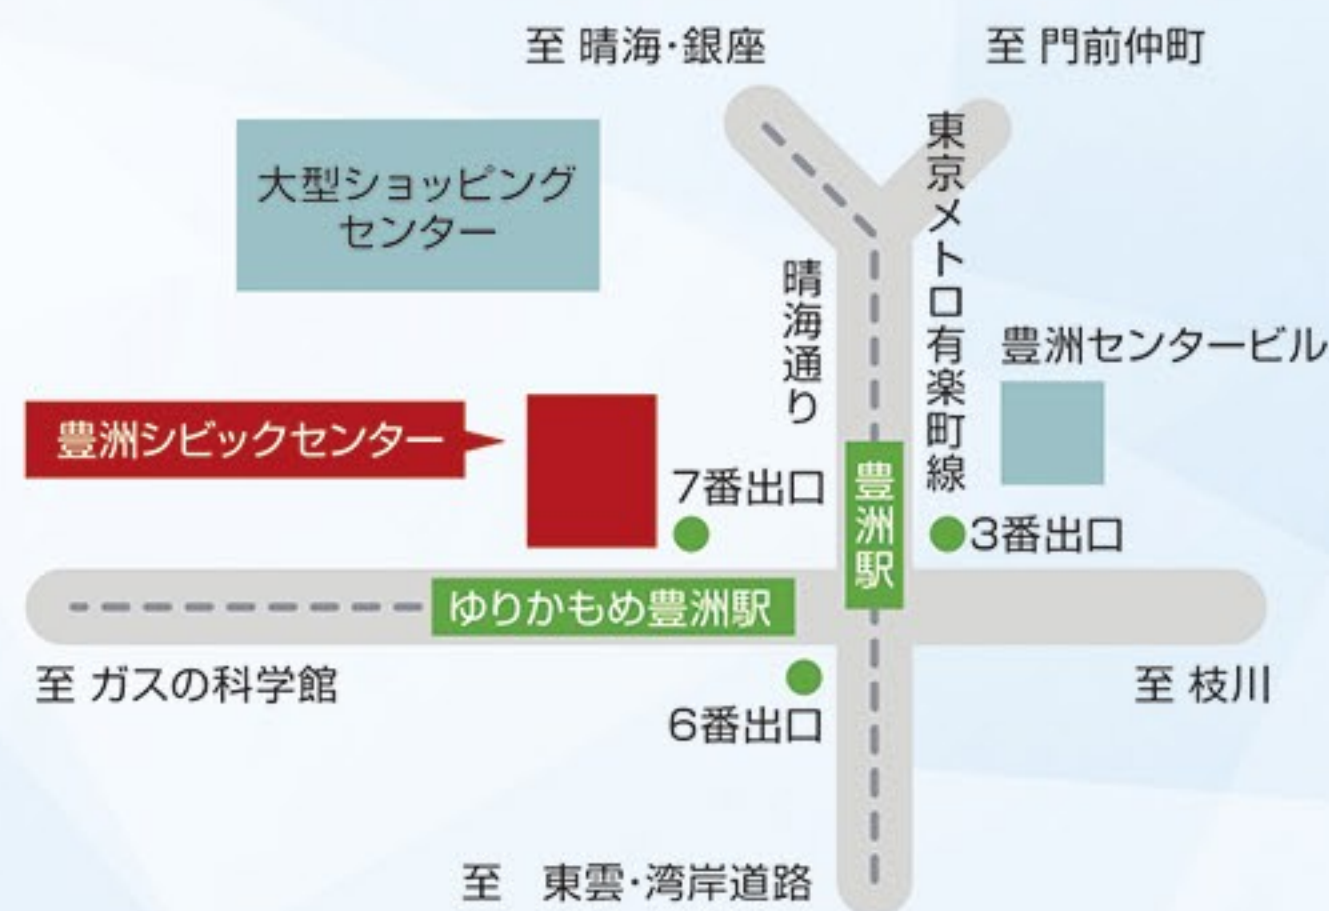 至 晴海・銀座
至 門前仲町
大型ショッピング
センター
東京メトロ有楽町線
晴海通り
豊洲センタービル
豊洲シビックセンター
7番出口
豊洲駅
3番出口
ゆりかもめ豊洲駅
至 ガスの科学館
至 枝川
6番出口
至 東雲・湾岸道路